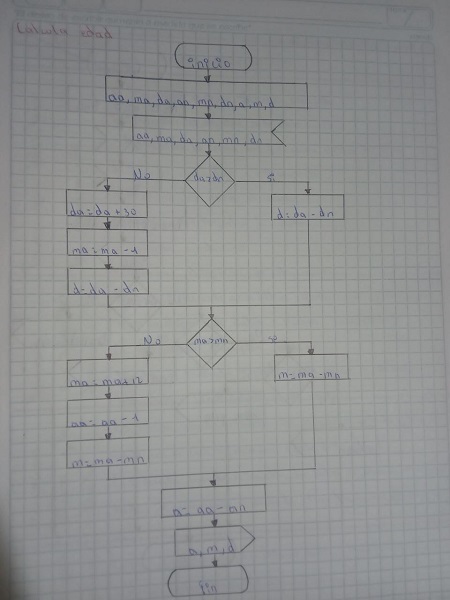 Calcula edad
inicio
aa, ma, da, an, mn, dn, a, m, d
aa, ma, da, an, mn, dn
da>dn
No
si
da = da + 30
d = da - dn
ma = ma - 1
d = da - dn
ma>mn
No
si
ma = ma + 12
m = ma - mn
aa = aa - 1
m = ma - mn
a = aa - mn
a, m, d
fin